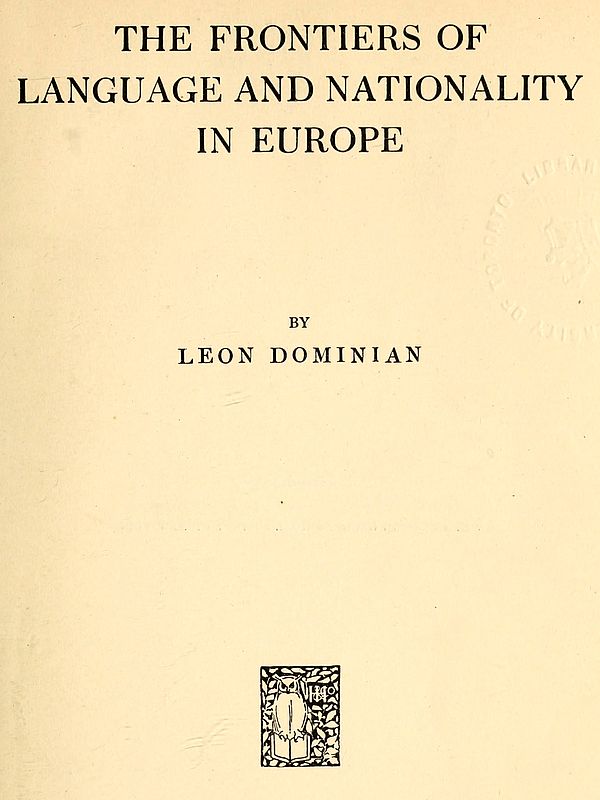 THE FRONTIERS OF
LANGUAGE AND NATIONALITY
IN EUROPE
BY
LEON DOMINIAN